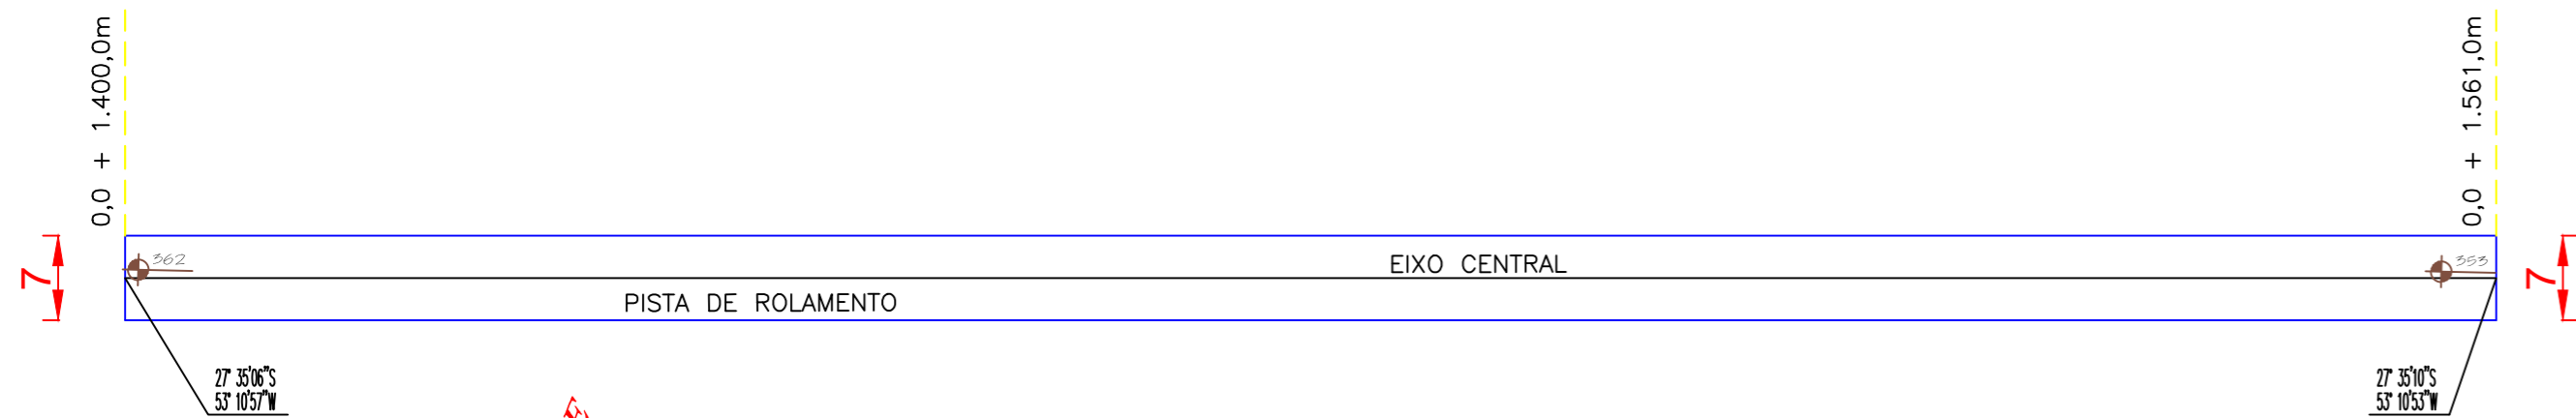 0,0 + 1.400,0m
0,0 + 1.561,0m
7
362
EIXO CENTRAL
353
7
PISTA DE ROLAMENTO
27° 35'06"S
53° 10'57"W
27° 35'10"S
53° 10'53"W